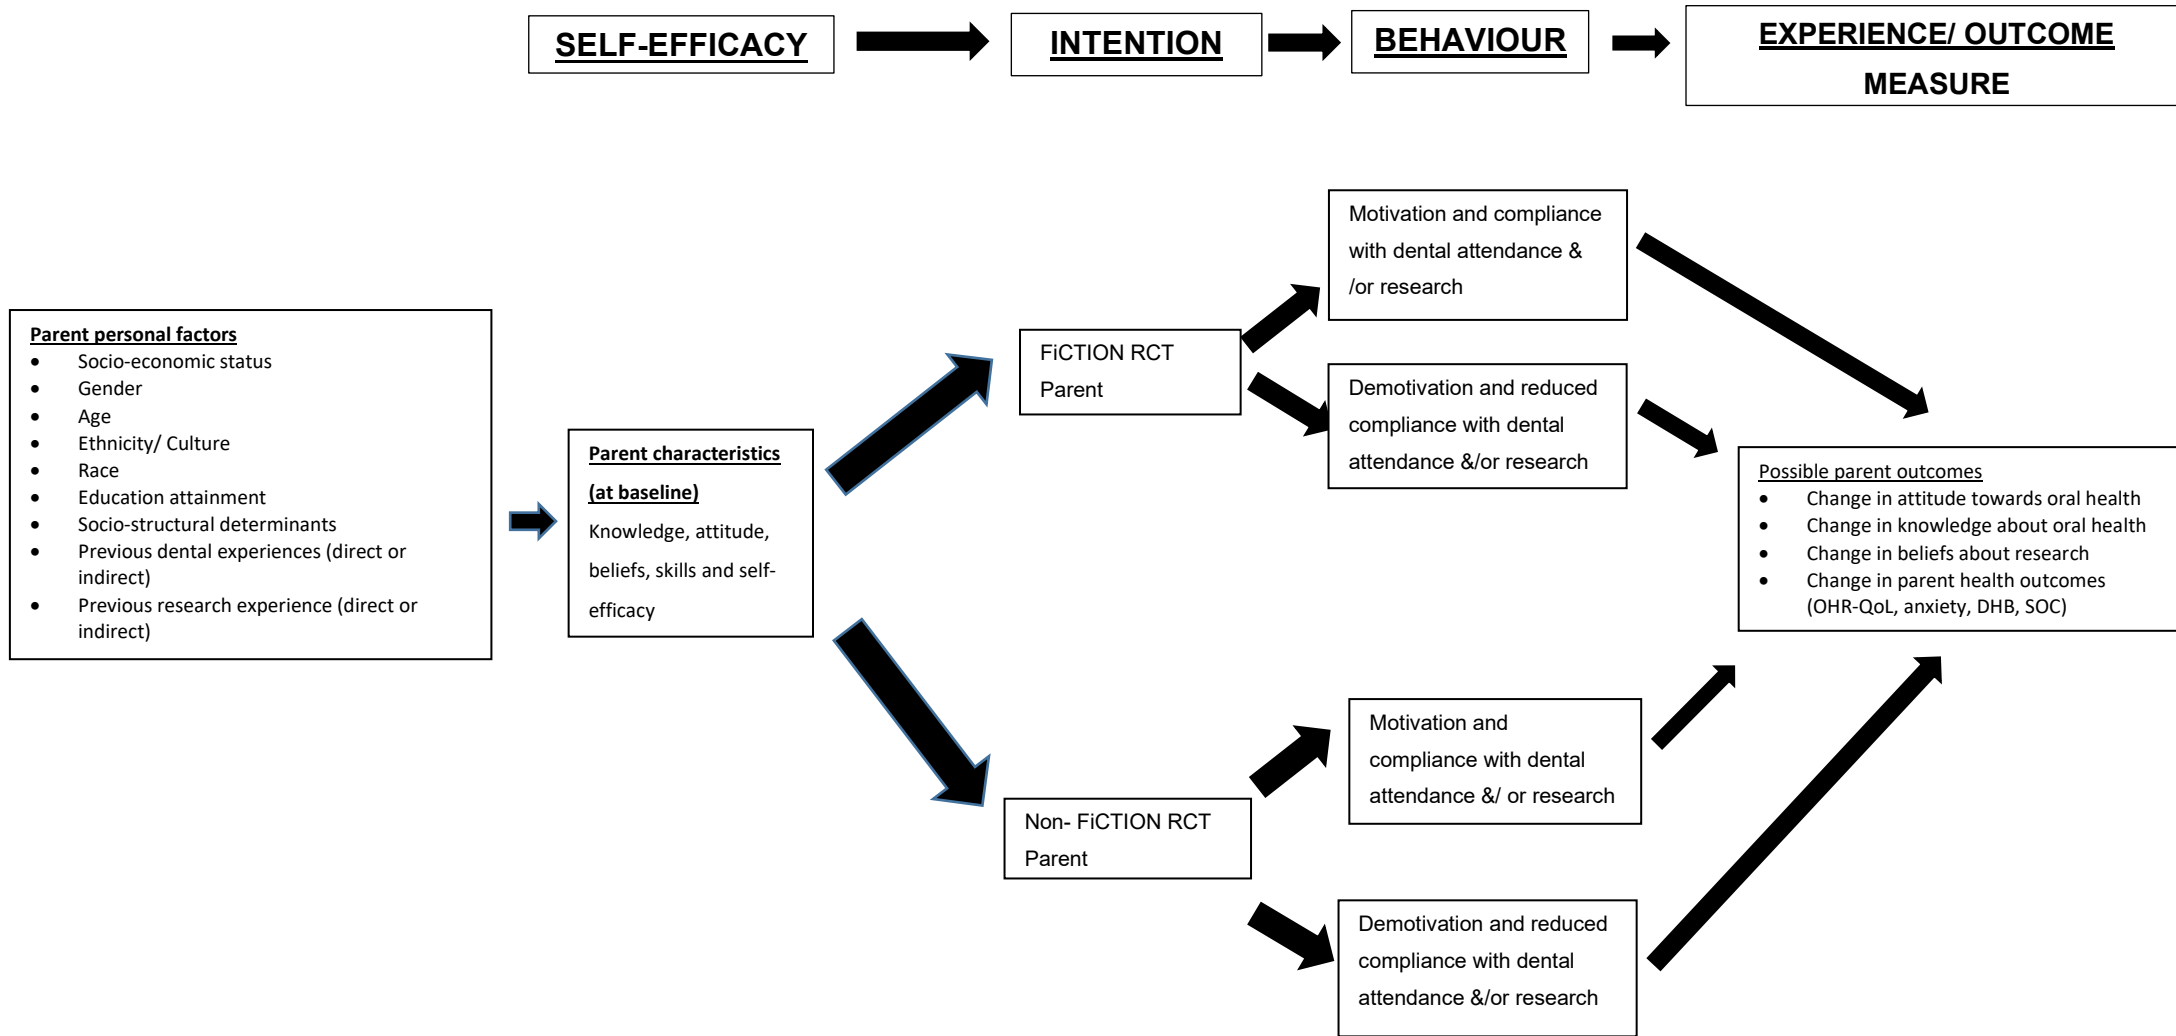 SELF-EFFICACY
INTENTION
BEHAVIOUR
EXPERIENCE/ OUTCOME
MEASURE
Parent personal factors
• Socio-economic status
• Gender
• Age
• Ethnicity/ Culture
• Race
• Education attainment
• Socio-structural determinants
• Previous dental experiences (direct or
indirect)
• Previous research experience (direct or
indirect)
Parent characteristics
(at baseline)
Knowledge, attitude,
beliefs, skills and self-
efficacy
FiCTION RCT
Parent
Non- FiCTION RCT
Parent
Motivation and compliance
with dental attendance &
/or research
Demotivation and reduced
compliance with dental
attendance &/or research
Motivation and
compliance with dental
attendance &/ or research
Demotivation and reduced
compliance with dental
attendance &/or research
Possible parent outcomes
• Change in attitude towards oral health
• Change in knowledge about oral health
• Change in beliefs about research
• Change in parent health outcomes
(OHR-QoL, anxiety, DHB, SOC)